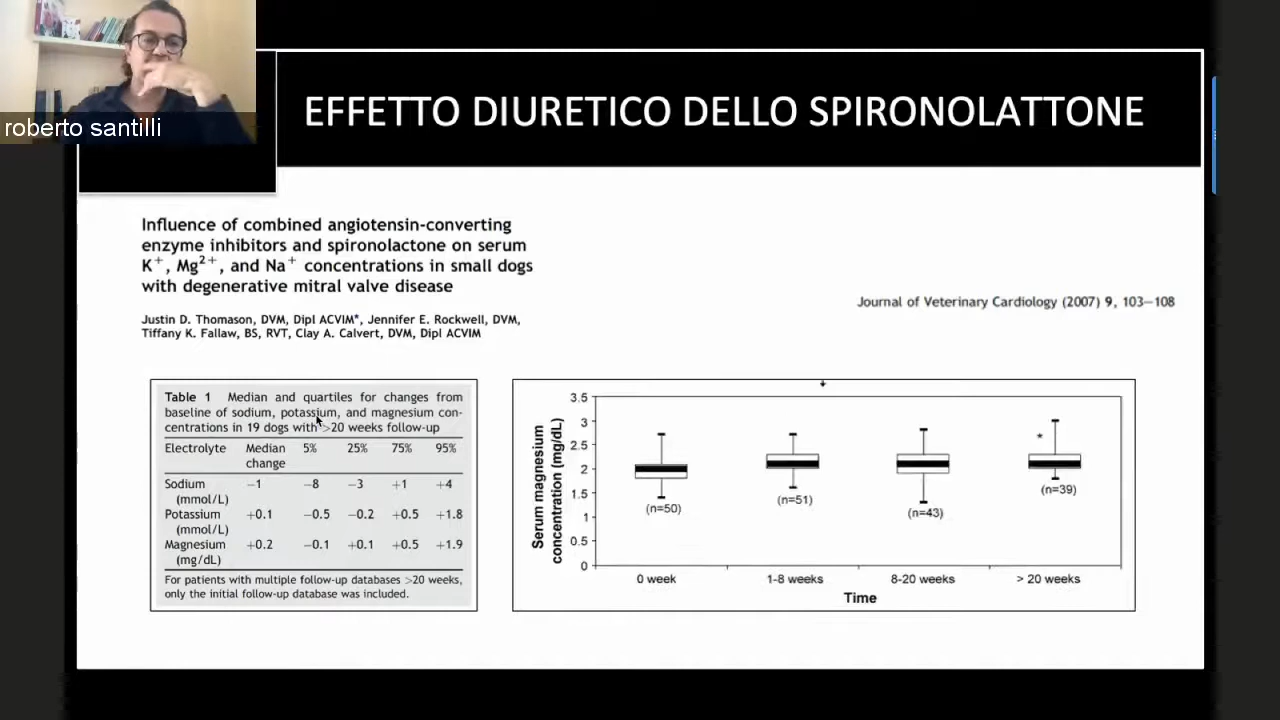 roberto santilli
EFFETTO DIURETICO DELLO SPIRONOLATTONE
Influence of combined angiotensin-converting
enzyme inhibitors and spironolactone on serum
K+, Mg2+, and Na+ concentrations in small dogs
with degenerative mitral valve disease
Justin D. Thomason, DVM, Dipl ACVIM*, Jennifer E. Rockwell, DVM,
Tiffany K. Fallaw, BS, RVT, Clay A. Calvert, DVM, Dipl ACVIM
Journal of Veterinary Cardiology (2007) 9, 103–108
Table 1 Median and quartiles for changes from
baseline of sodium, potassium, and magnesium con-
centrations in 19 dogs with >20 weeks follow-up
Electrolyte Median 5% 25% 75% 95%
change
Sodium −1 −8 −3 +1 +4
(mmol/L)
Potassium +0.1 −0.5 −0.2 +0.5 +1.8
(mmol/L)
Magnesium +0.2 −0.1 +0.1 +0.5 +1.9
(mg/dL)
For patients with multiple follow-up databases >20 weeks,
only the initial follow-up database was included.
Serum magnesium
concentration (mg/dL)
3.5
3
2.5
2
1.5
1
0.5
0
(n=50)
(n=51)
(n=43)
*
(n=39)
0 week 1-8 weeks 8-20 weeks > 20 weeks
Time